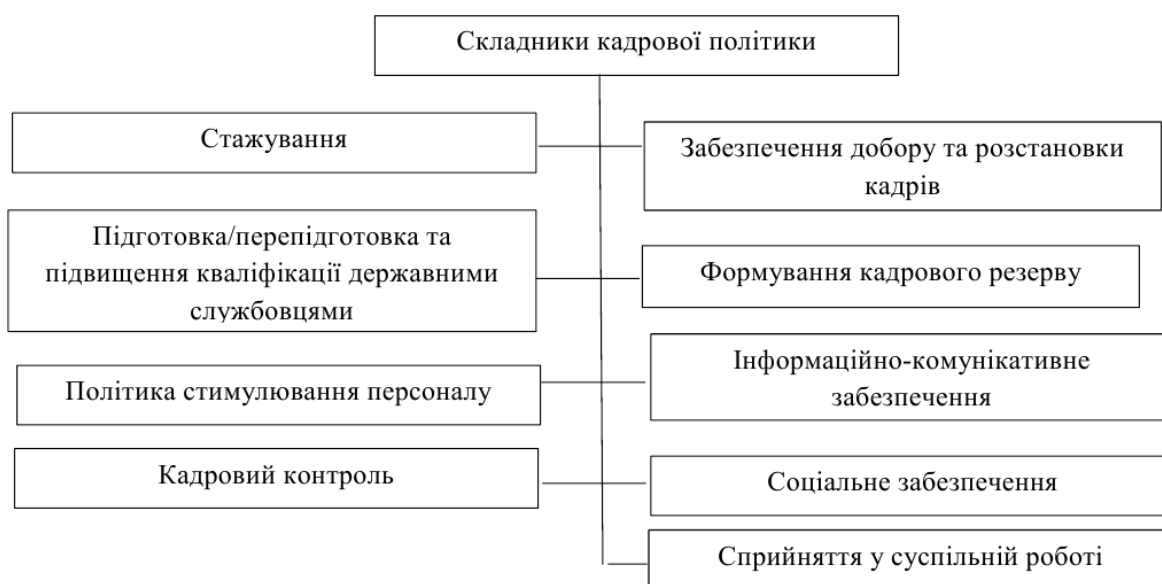 Складники кадрової політики
Стажування
Забезпечення добору та розстановки
кадрів
Підготовка/перепідготовка та
підвищення кваліфікації державними
службовцями
Формування кадрового резерву
Політика стимулювання персоналу
Інформаційно-комунікативне
забезпечення
Кадровий контроль
Соціальне забезпечення
Сприйняття у суспільній роботі